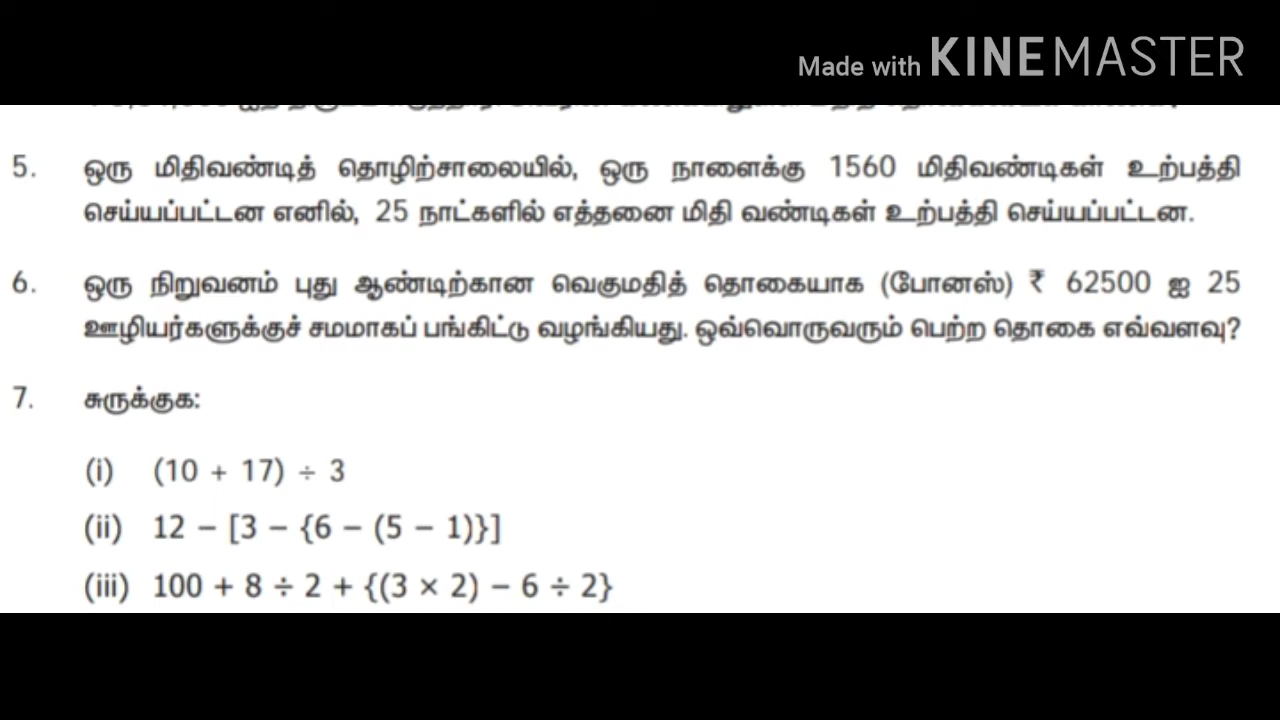 Made with KINEMASTER
5. ஒரு மிதிவண்டித் தொழிற்சாலையில், ஒரு நாளைக்கு 1560 மிதிவண்டிகள் உற்பத்தி
செய்யப்பட்டன எனில், 25 நாட்களில் எத்தனை மிதி வண்டிகள் உற்பத்தி செய்யப்பட்டன.
6. ஒரு நிறுவனம் புது ஆண்டிற்கான வெகுமதித் தொகையாக (போனஸ்) ₹ 62500 ஐ 25
ஊழியர்களுக்குச் சமமாகப் பங்கிட்டு வழங்கியது. ஒவ்வொருவரும் பெற்ற தொகை எவ்வளவு?
7. சுருக்குக:
(i) (10 + 17) ÷ 3
(ii) 12 – [3 – {6 – (5 – 1)}]
(iii) 100 + 8 ÷ 2 + {(3 × 2) – 6 ÷ 2}